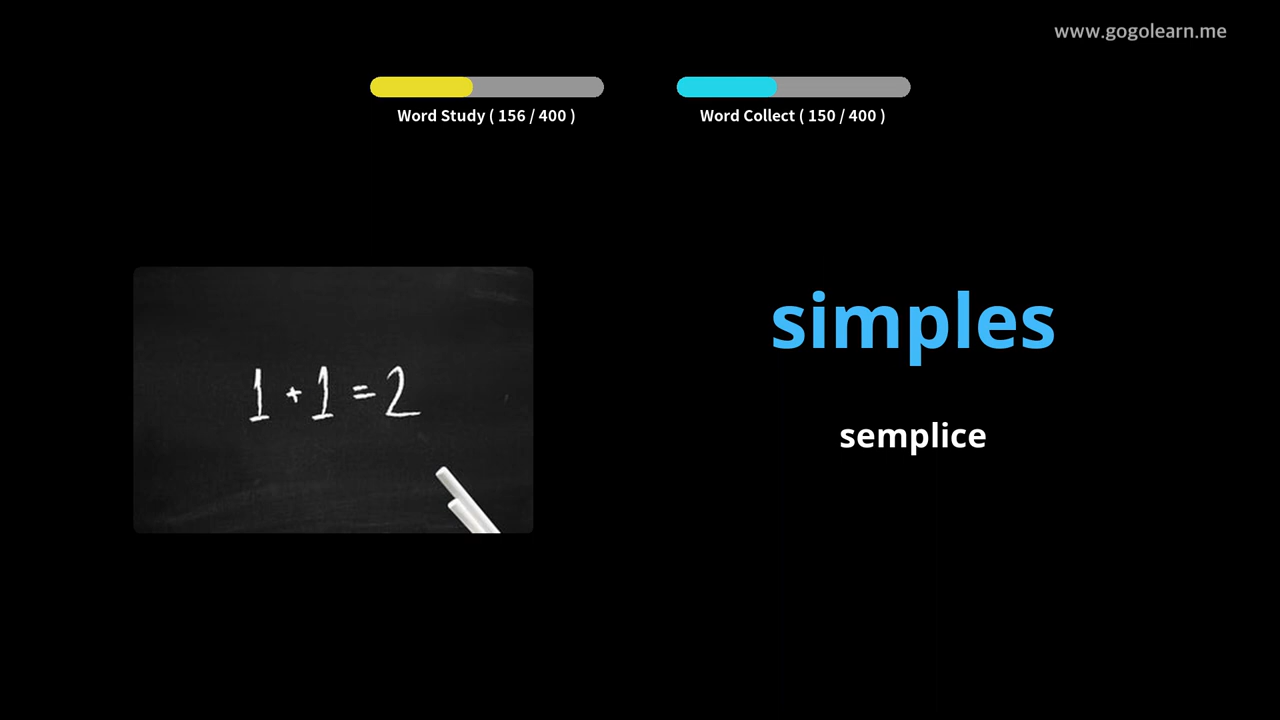 www.gogolearn.me
Word Study ( 156 / 400 )
Word Collect ( 150 / 400 )
1 + 1 = 2
simples
semplice